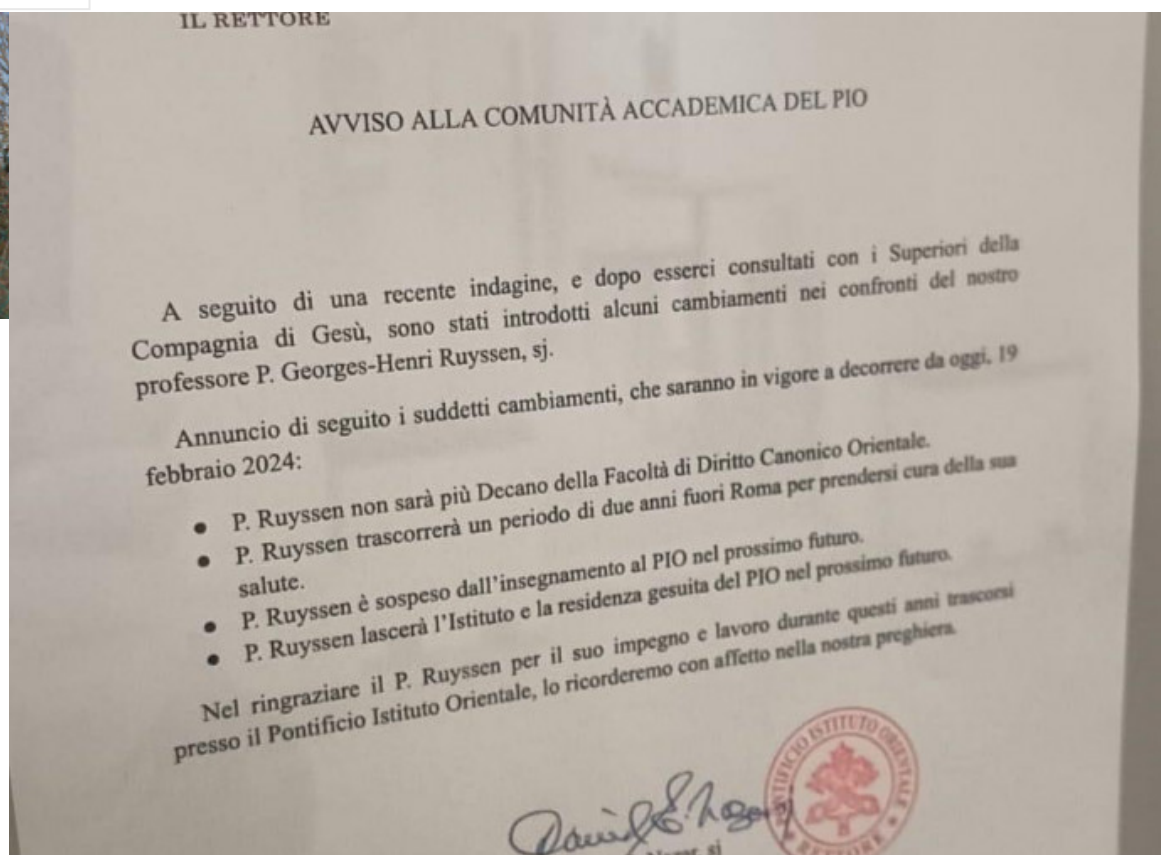 IL RETTORE
AVVISO ALLA COMUNITÀ ACCADEMICA DEL PIO
A seguito di una recente indagine, e dopo esserci consultati con i Superiori della
Compagnia di Gesù, sono stati introdotti alcuni cambiamenti nei confronti del nostro
professore P. Georges-Henri Ruyssen, sj.
Annuncio di seguito i suddetti cambiamenti, che saranno in vigore a decorrere da oggi, 19
febbraio 2024:
● P. Ruyssen non sarà più Decano della Facoltà di Diritto Canonico Orientale.
● P. Ruyssen trascorrerà un periodo di due anni fuori Roma per prendersi cura della sua
salute.
● P. Ruyssen è sospeso dall'insegnamento al PIO nel prossimo futuro.
● P. Ruyssen lascerà l'Istituto e la residenza gesuita del PIO nel prossimo futuro.
Nel ringraziare il P. Ruyssen per il suo impegno e lavoro durante questi anni trascorsi
presso il Pontificio Istituto Orientale, lo ricorderemo con affetto nella nostra preghiera.
ISTITUTO ORIENTALE
RETTORE
sj